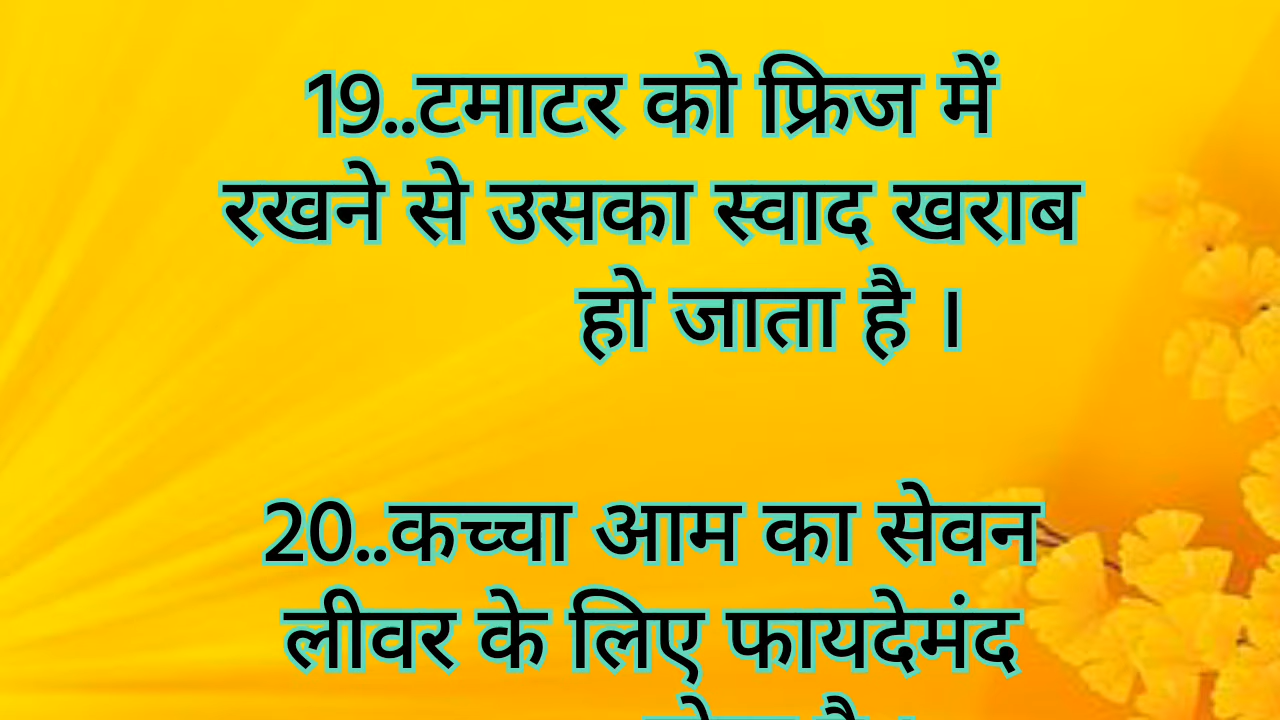 19..टमाटर को फ्रिज में
रखने से उसका स्वाद खराब
हो जाता है ।
20..कच्चा आम का सेवन
लीवर के लिए फायदेमंद